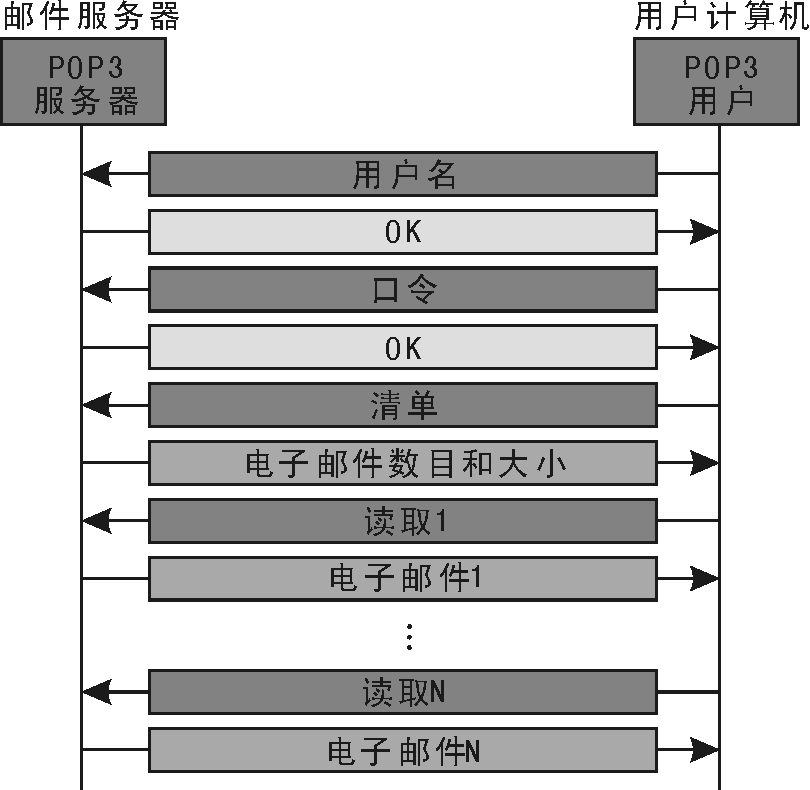 邮件服务器
用户计算机
POP3
服务器
POP3
用户
用户名
OK
口令
OK
清单
电子邮件数目和大小
读取1
电子邮件1
⋮
读取N
电子邮件N